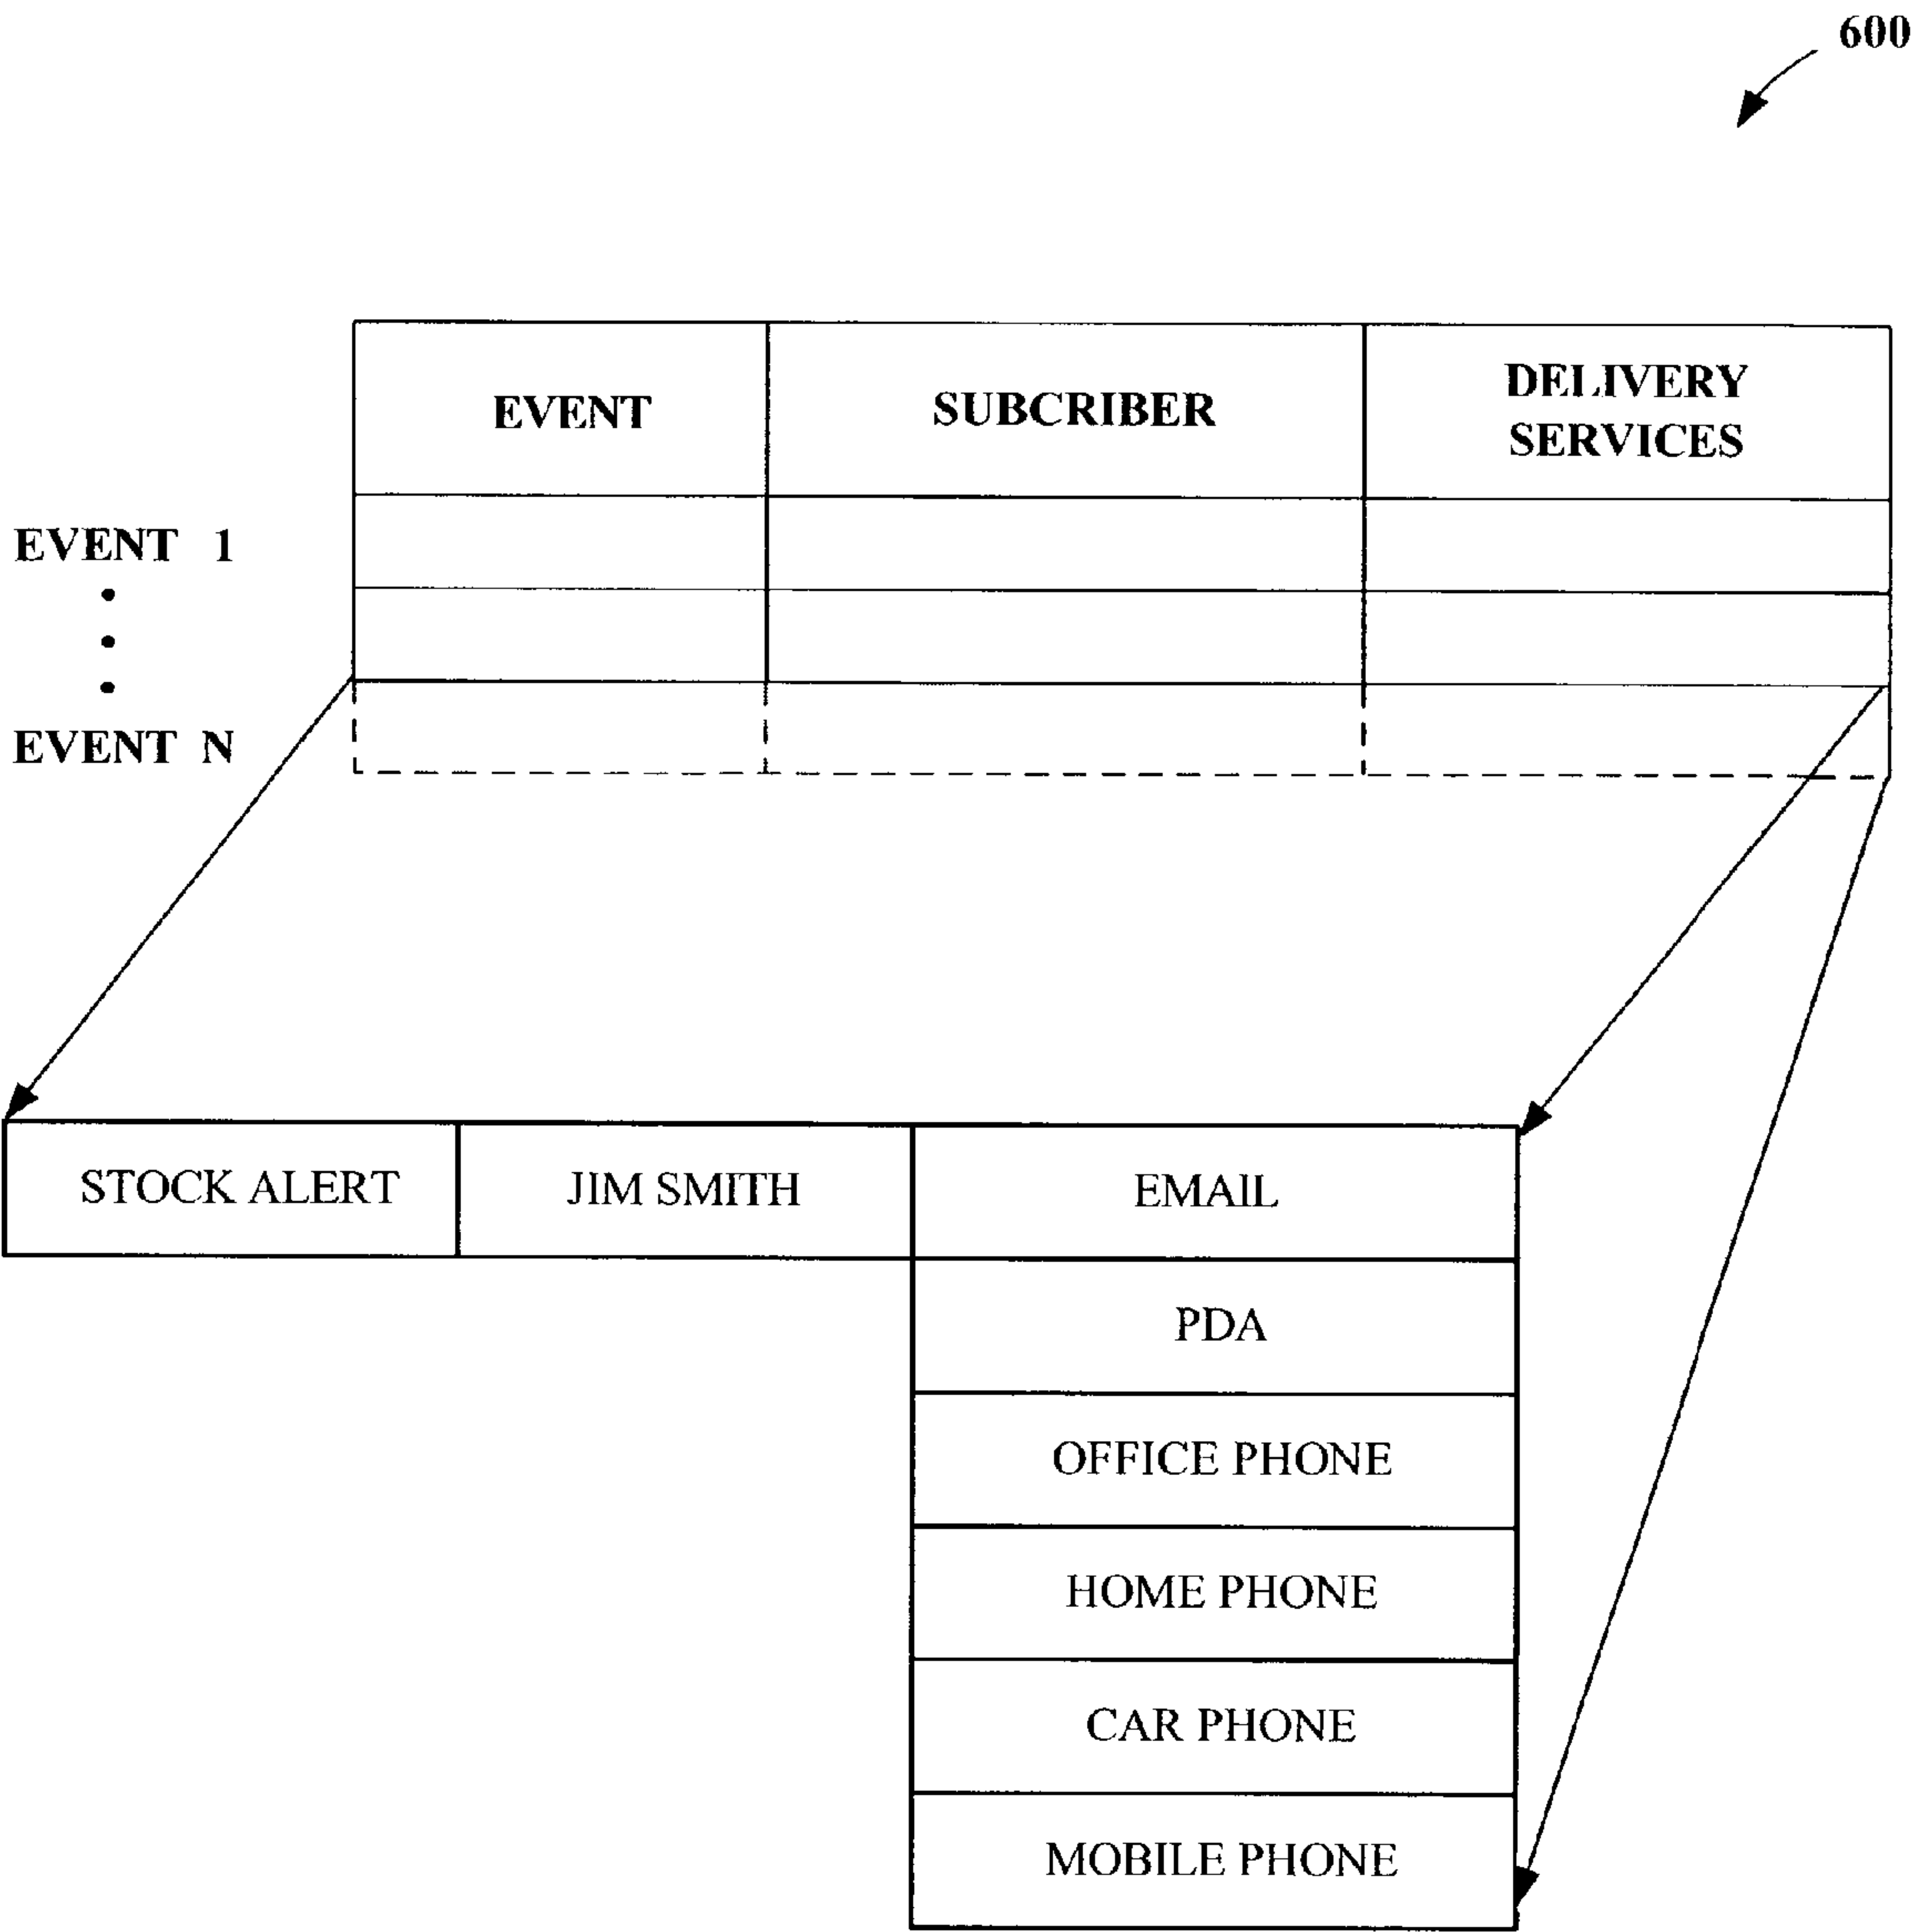 600
EVENT SUBCRIBER DELIVERY
SERVICES
EVENT 1
EVENT N
STOCK ALERT JIM SMITH EMAIL
PDA
OFFICE PHONE
HOME PHONE
CAR PHONE
MOBILE PHONE